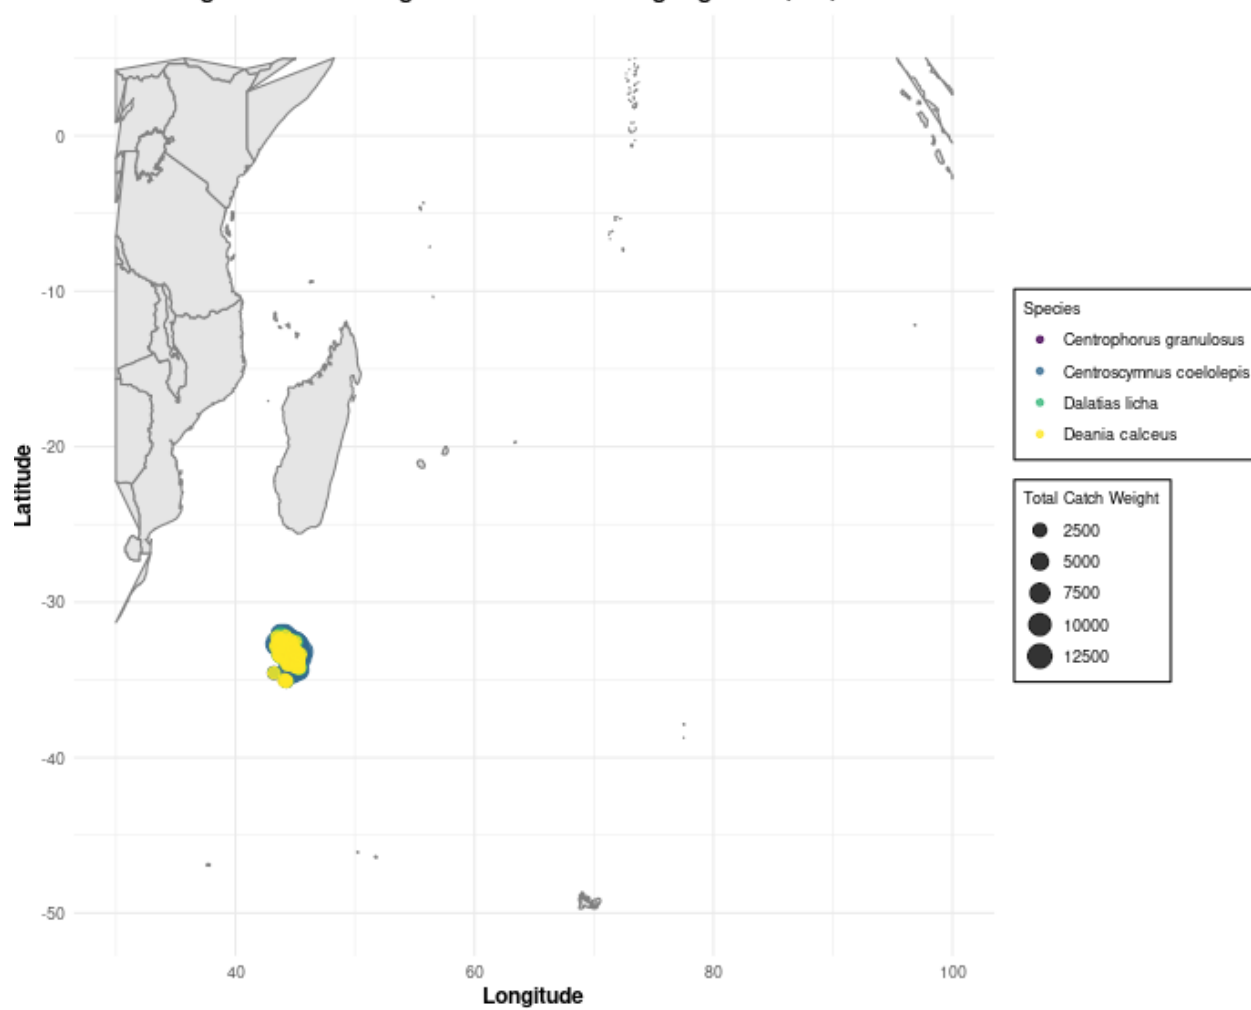 0
-10
-20
-30
-40
-50
Latitude
40
60
80
100
Longitude
Species
Centrophorus granulosus
Centroscymnus coelolepis
Dalatias licha
Deania calceus
Total Catch Weight
2500
5000
7500
10000
12500